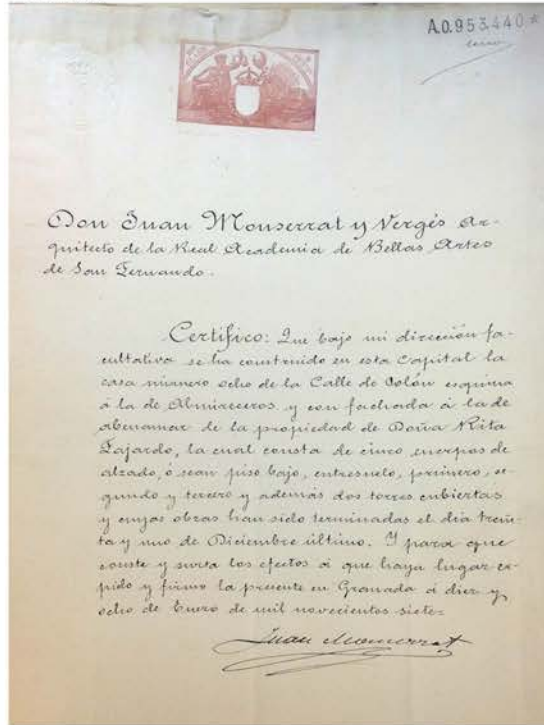 A.0.953.440*
Don Juan Monserrat y Vergés Ar-
quitecto de la Real Academia de Bellas Artes
de San Fernando.
Certifico: Que bajo mi dirección fa-
cultativa se ha construido en esta Capital la
casa número ocho de la Calle de Colón esquina
á la de Almireceros y con fachada á la de
abenamar de la propiedad de Doña Rita
Fajardo, la cual consta de cinco cuerpos de
alzado, ó sean piso bajo, entresuelo, primero, se-
gundo y tercero y además dos torres cubiertas
y cuyas obras han sido terminadas el día trein-
ta y uno de Diciembre último. Y para que
conste y surta los efectos á que haya lugar ex-
pido y firmo la presente en Granada á diez y
ocho de Enero de mil novecientos siete=
Juan Monserrat